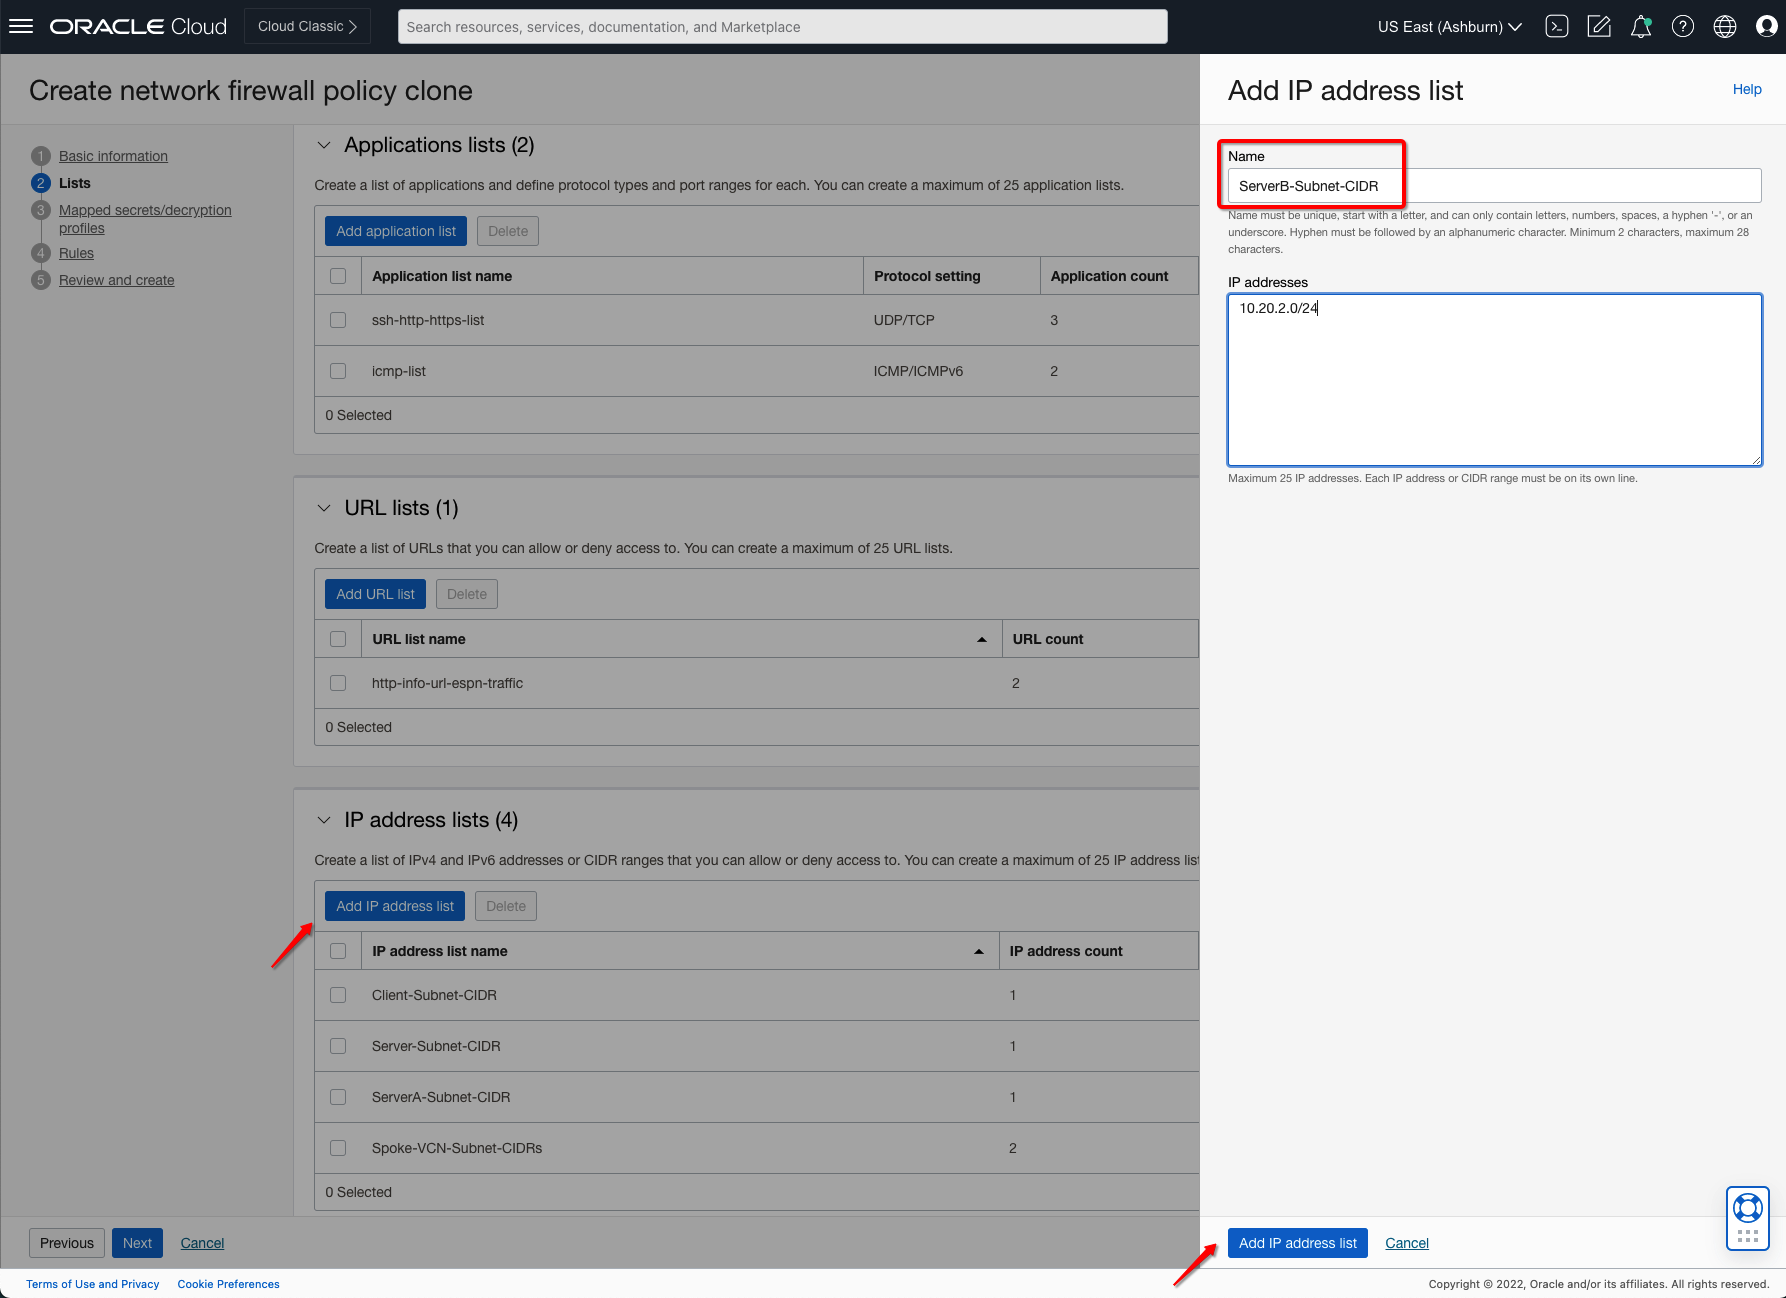 ORACLE Cloud
Cloud Classic
Search resources, services, documentation, and Marketplace
US East (Ashburn)
Create network firewall policy clone
1 Basic information
2 Lists
3 Mapped secrets/decryption
profiles
4 Rules
5 Review and create
Applications lists (2)
Create a list of applications and define protocol types and port ranges for each. You can create a maximum of 25 application lists.
Add application list Delete
Application list name Protocol setting Application count
ssh-http-https-list UDP/TCP 3
icmp-list ICMP/ICMPv6 2
0 Selected
URL lists (1)
Create a list of URLs that you can allow or deny access to. You can create a maximum of 25 URL lists.
Add URL list Delete
URL list name URL count
http-info-url-espn-traffic 2
0 Selected
IP address lists (4)
Create a list of IPv4 and IPv6 addresses or CIDR ranges that you can allow or deny access to. You can create a maximum of 25 IP address list
Add IP address list Delete
IP address list name IP address count
Client-Subnet-CIDR 1
Server-Subnet-CIDR 1
ServerA-Subnet-CIDR 1
Spoke-VCN-Subnet-CIDRs 2
0 Selected
Previous Next Cancel
Add IP address list
Help
Name
ServerB-Subnet-CIDR
Name must be unique, start with a letter, and can only contain letters, numbers, spaces, a hyphen '-', or an
underscore. Hyphen must be followed by an alphanumeric character. Minimum 2 characters, maximum 28
characters.
IP addresses
10.20.2.0/24
Maximum 25 IP addresses. Each IP address or CIDR range must be on its own line.
Add IP address list Cancel
Terms of Use and Privacy Cookie Preferences
Copyright © 2022, Oracle and/or its affiliates. All rights reserved.